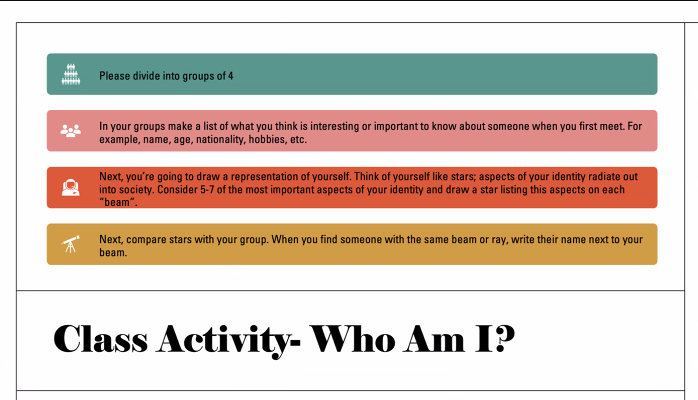 Please divide into groups of 4
In your groups make a list of what you think is interesting or important to know about someone when you first meet. For
example, name, age, nationality, hobbies, etc.
Next, you’re going to draw a representation of yourself. Think of yourself like stars; aspects of your identity radiate out
into society. Consider 5-7 of the most important aspects of your identity and draw a star listing this aspects on each
“beam”.
Next, compare stars with your group. When you find someone with the same beam or ray, write their name next to your
beam.
Class Activity- Who Am I?